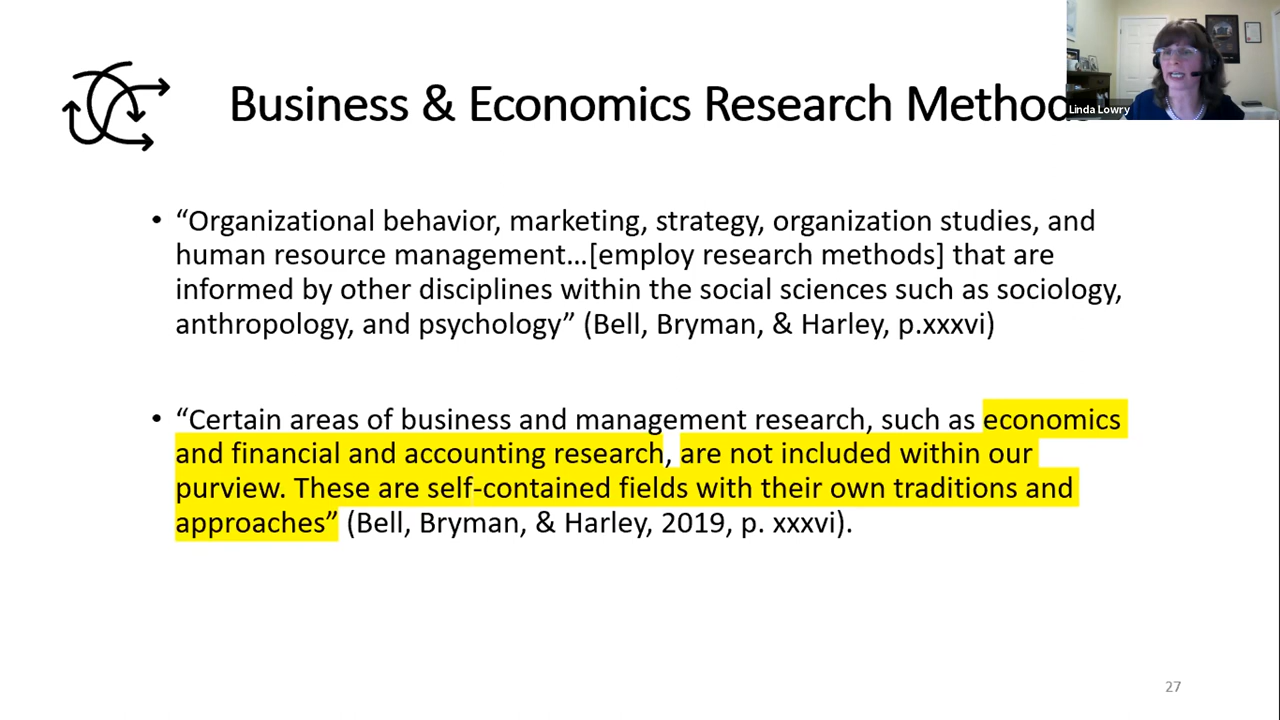 Business & Economics Research Methods
Linda Lowry
• “Organizational behavior, marketing, strategy, organization studies, and
human resource management…[employ research methods] that are
informed by other disciplines within the social sciences such as sociology,
anthropology, and psychology” (Bell, Bryman, & Harley, p.xxxvi)
• “Certain areas of business and management research, such as economics
and financial and accounting research, are not included within our
purview. These are self-contained fields with their own traditions and
approaches” (Bell, Bryman, & Harley, 2019, p. xxxvi).
27